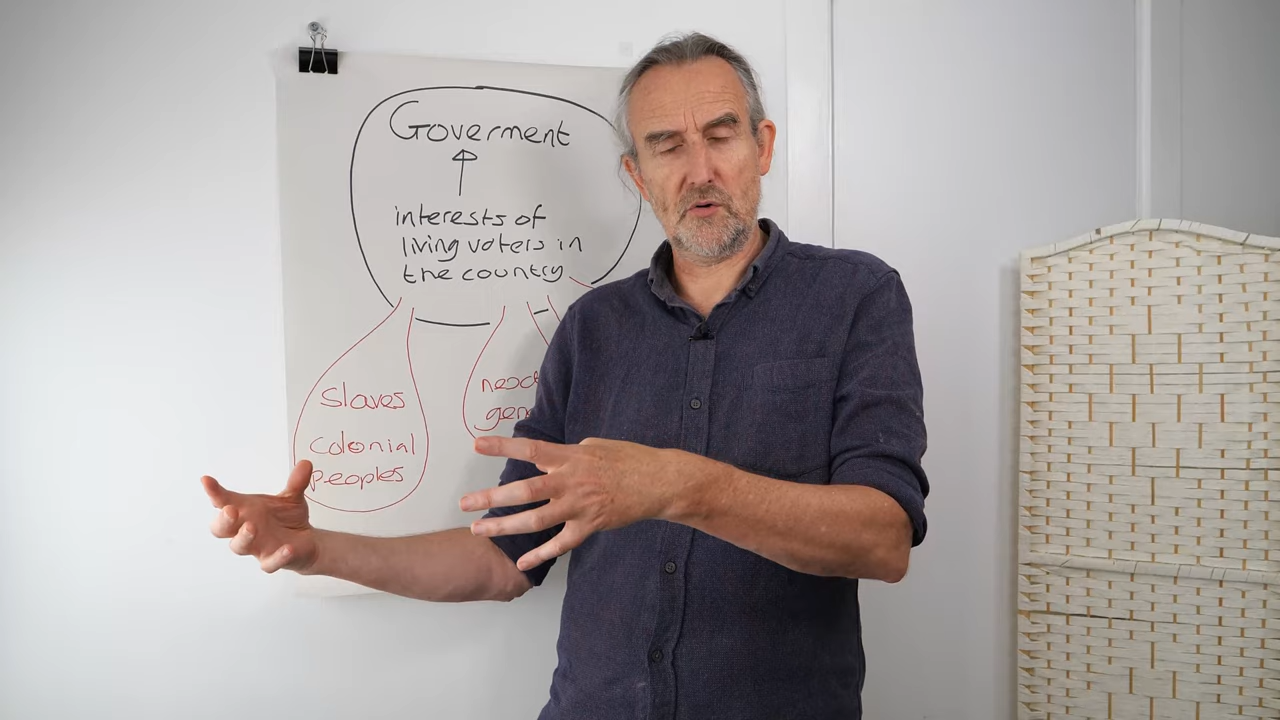 Goverment
interests of
living voters in
the country
Slaves
Colonial
peoples